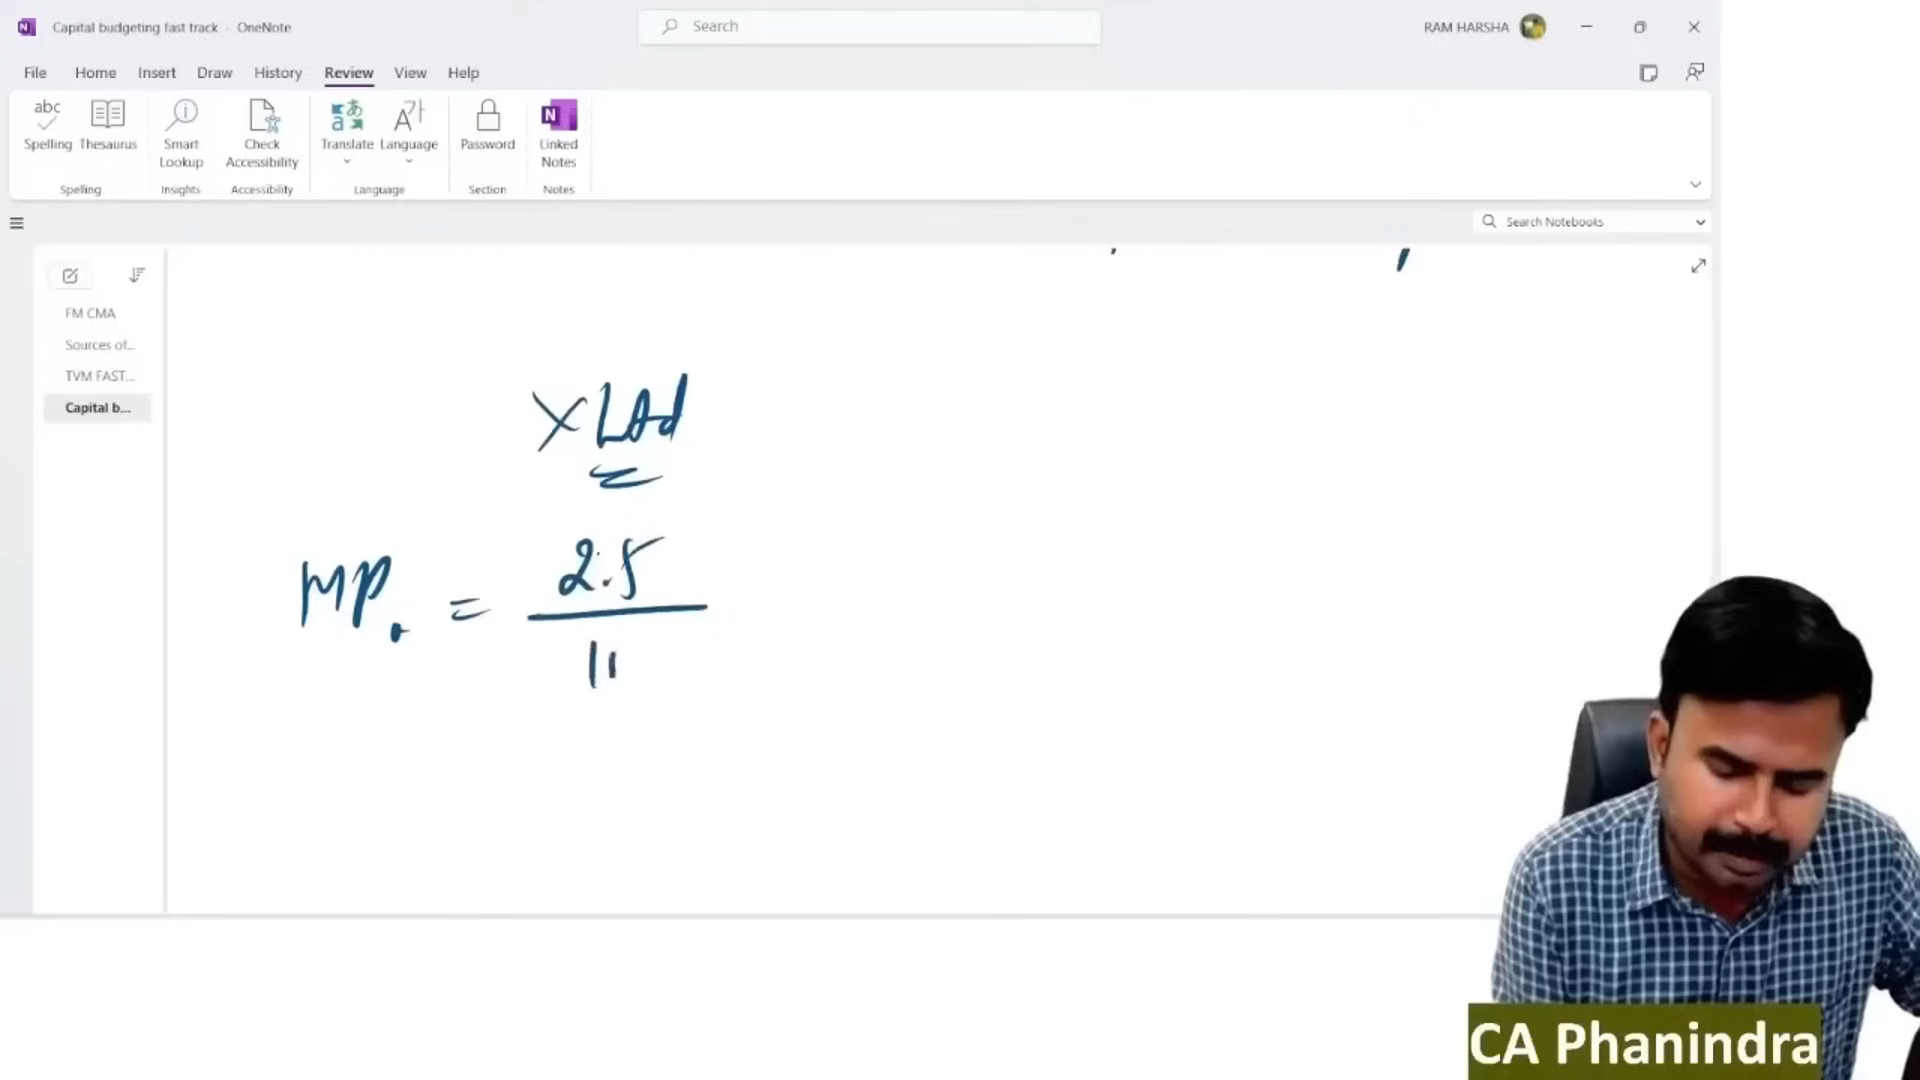 Capital budgeting fast track - OneNote
Search
RAM HARSHA
File Home Insert Draw History Review View Help
abc
Spelling Thesaurus
Smart Lookup
Check Accessibility
Translate Language
Password
Linked Notes
Spelling Insights Accessibility Language Section Notes
Search Notebooks
FM CMA
Sources of...
TVM FAST...
Capital b...
X Ltd
MP. = 2.5
11
CA Phanindra